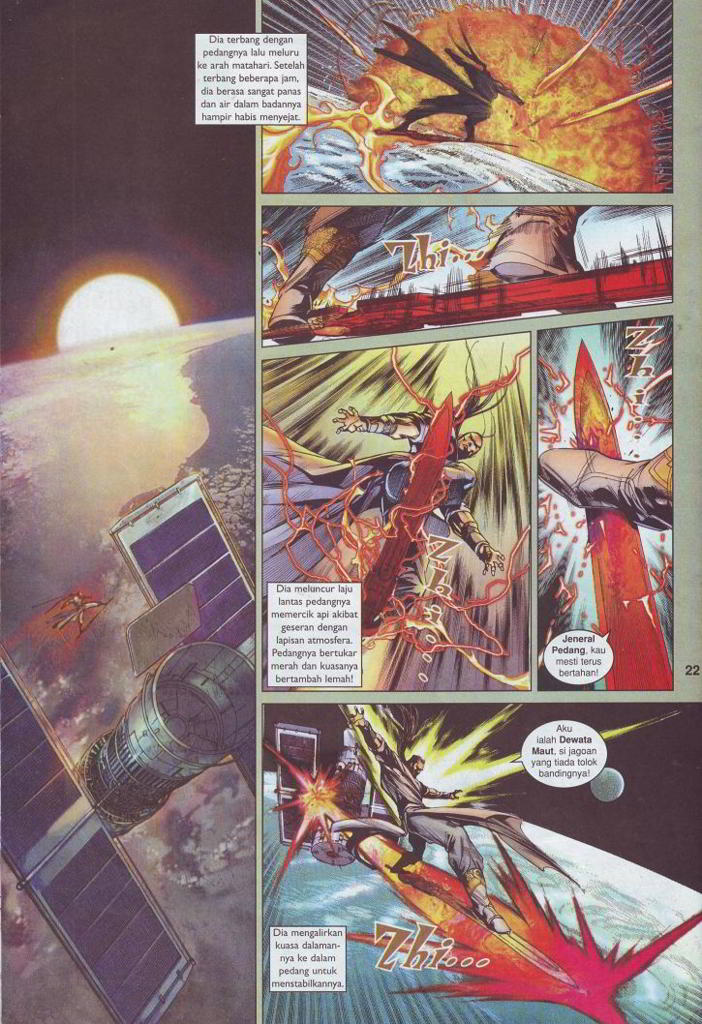 Dia terbang dengan
pedangnya lalu meluru
ke arah matahari. Setelah
terbang beberapa jam,
dia berasa sangat panas
dan air dalam badannya
hampir habis menyejat.
Zhi...
Dia meluncur laju
lantas pedangnya
memercik api akibat
geseran dengan
lapisan atmosfera.
Pedangnya bertukar
merah dan kuasanya
bertambah lemah!
Zhi......
Zhi......
Jeneral
Pedang, kau
mesti terus
bertahan!
22
Aku
ialah Dewata
Maut, si jagoan
yang tiada tolok
bandingnya!
Dia mengalirkan
kuasa dalaman-
nya ke dalam
pedang untuk
menstabilkannya.
Zhi...